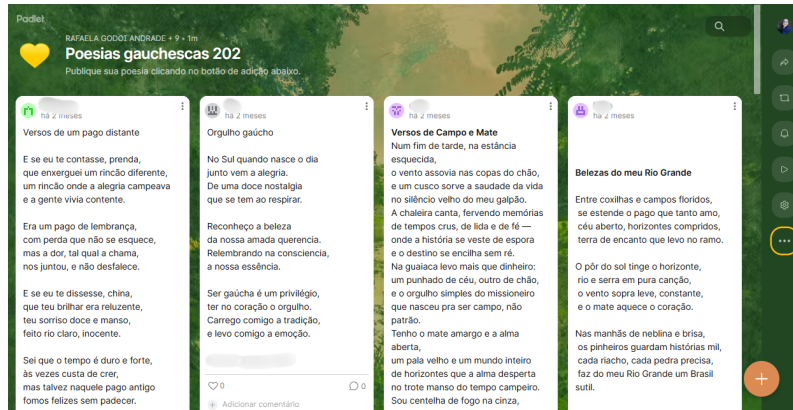 Padlet
RAFAELA GODOI ANDRADE + 9 • 1m
Poesias gauchescas 202
Publique sua poesia clicando no botão de adição abaixo.
há 2 meses
Versos de um pago distante
E se eu te contasse, prenda,
que enxerguei um rincão diferente,
um rincão onde a alegria campeava
e a gente vivia contente.
Era um pago de lembrança,
com perda que não se esquece,
mas a dor, tal qual a chama,
nos juntou, e não desfalece.
E se eu te dissesse, china,
que teu brilhar era reluzente,
teu sorriso doce e manso,
feito rio claro, inocente.
Sei que o tempo é duro e forte,
às vezes custa de crer,
mas talvez naquele pago antigo
fomos felizes sem padecer.
há 2 meses
Orgulho gaúcho
No Sul quando nasce o dia
junto vem a alegria.
De uma doce nostalgia
que se tem ao respirar.
Reconheço a beleza
da nossa amada querencia.
Relembrando na consciencia,
a nossa essência.
Ser gaúcha é um privilégio,
ter no coração o orgulho.
Carrego comigo a tradição,
e levo comigo a emoção.
0
0
Adicionar comentário
há 2 meses
Versos de Campo e Mate
Num fim de tarde, na estância
esquecida,
o vento assovia nas copas do chão,
e um cusco sorve a saudade da vida
no silêncio velho do meu galpão.
A chaleira canta, fervendo memórias
de tempos crus, de lida e de fé —
onde a história se veste de espora
e o destino se encilha sem ré.
Na guaiaca levo mais que dinheiro:
um punhado de céu, outro de chão,
e o orgulho simples do missioneiro
que nasceu pra ser campo, não
patrão.
Tenho o mate amargo e a alma
aberta,
um pala velho e um mundo inteiro
de horizontes que a alma desperta
no trote manso do tempo campeiro.
Sou centelha de fogo na cinza,
há 2 meses
Belezas do meu Rio Grande
Entre coxilhas e campos floridos,
se estende o pago que tanto amo,
céu aberto, horizontes compridos,
terra de encanto que levo no ramo.
O pôr do sol tinge o horizonte,
rio e serra em pura canção,
o vento sopra leve, constante,
e o mate aquece o coração.
Nas manhãs de neblina e brisa,
os pinheiros guardam histórias mil,
cada riacho, cada pedra precisa,
faz do meu Rio Grande um Brasil
sutil.